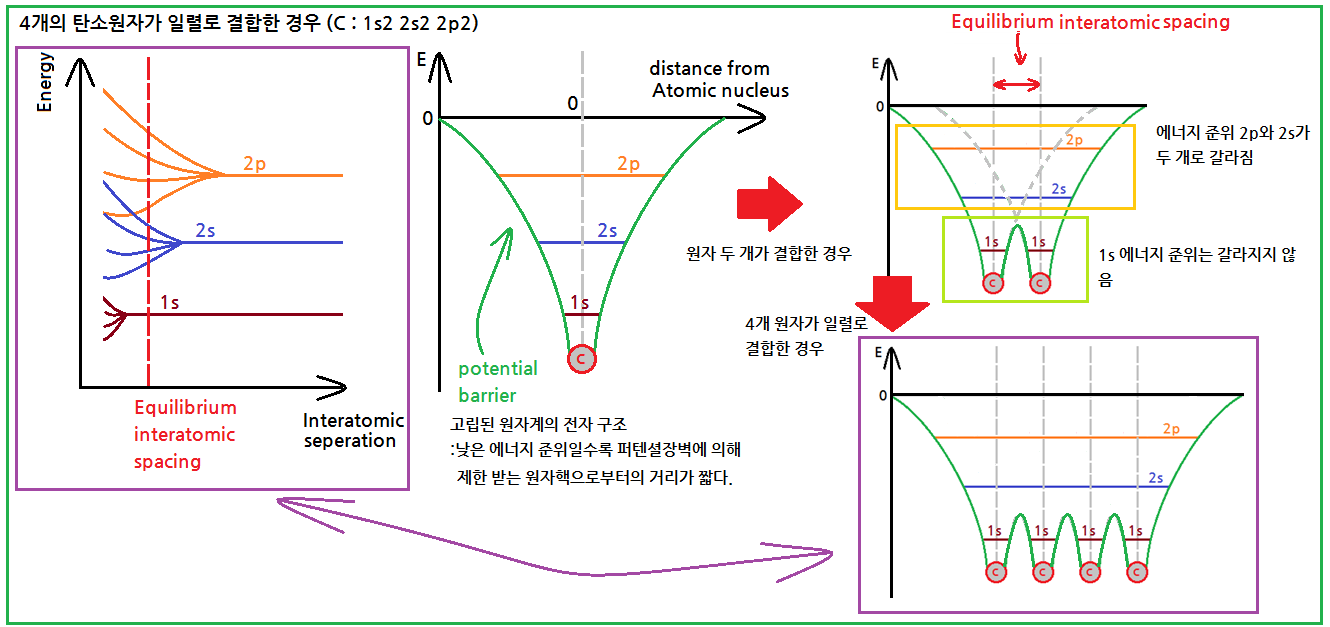 4개의 탄소원자가 일렬로 결합한 경우 (C : 1s2 2s2 2p2)
Energy
2p
2s
1s
Equilibrium
interatomic
spacing
Interatomic
seperation
E
distance from
Atomic nucleus
0
0
2p
2s
1s
C
potential
barrier
고립된 원자계의 전자 구조
:낮은 에너지 준위일수록 퍼텐셜장벽에 의해
제한 받는 원자핵으로부터의 거리가 짧다.
원자 두 개가 결합한 경우
Equilibrium interatomic spacing
E
0
2p
2s
1s 1s
C C
에너지 준위 2p와 2s가
두 개로 갈라짐
1s 에너지 준위는 갈라지지 않
음
4개 원자가 일렬로
결합한 경우
E
0
2p
2s
1s 1s 1s 1s
C C C C